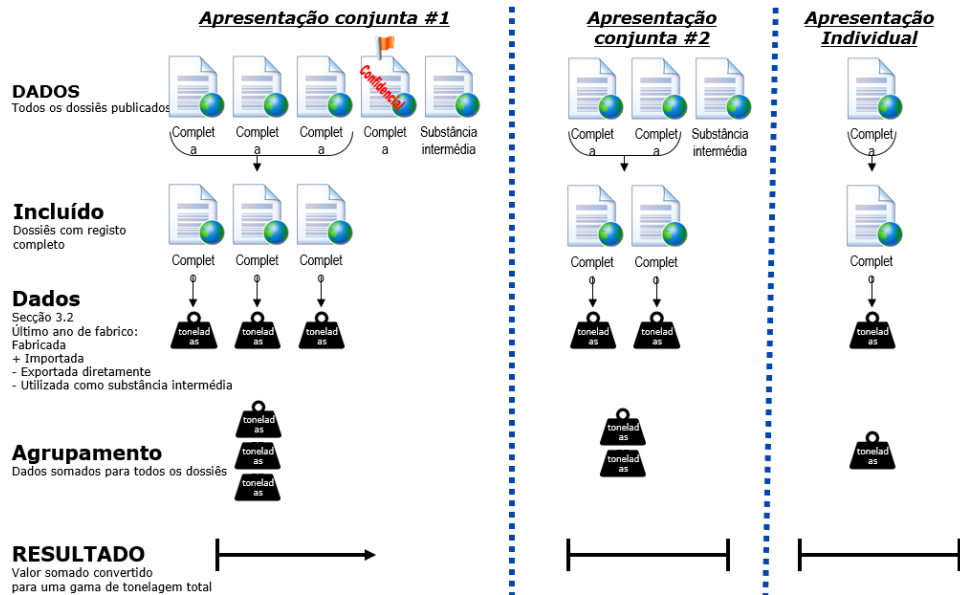 Apresentação conjunta #1
Apresentação
conjunta #2
Apresentação
Individual
DADOS
Todos os dossiês publicados
Confidencial
Complet
a
Complet
a
Complet
a
Complet
a
Substância
intermédia
Complet
a
Complet
a
Substância
intermédia
Complet
a
Incluído
Dossiês com registo
completo
Complet
o
Complet
o
Complet
o
Complet
o
Complet
o
Complet
o
Dados
Secção 3.2
Último ano de fabrico:
Fabricada
+ Importada
- Exportada diretamente
- Utilizada como substância intermédia
tonelad
as
tonelad
as
tonelad
as
tonelad
as
tonelad
as
tonelad
as
Agrupamento
Dados somados para todos os dossiês
tonelad
as
tonelad
as
tonelad
as
tonelad
as
tonelad
as
tonelad
as
RESULTADO
Valor somado convertido
para uma gama de tonelagem total